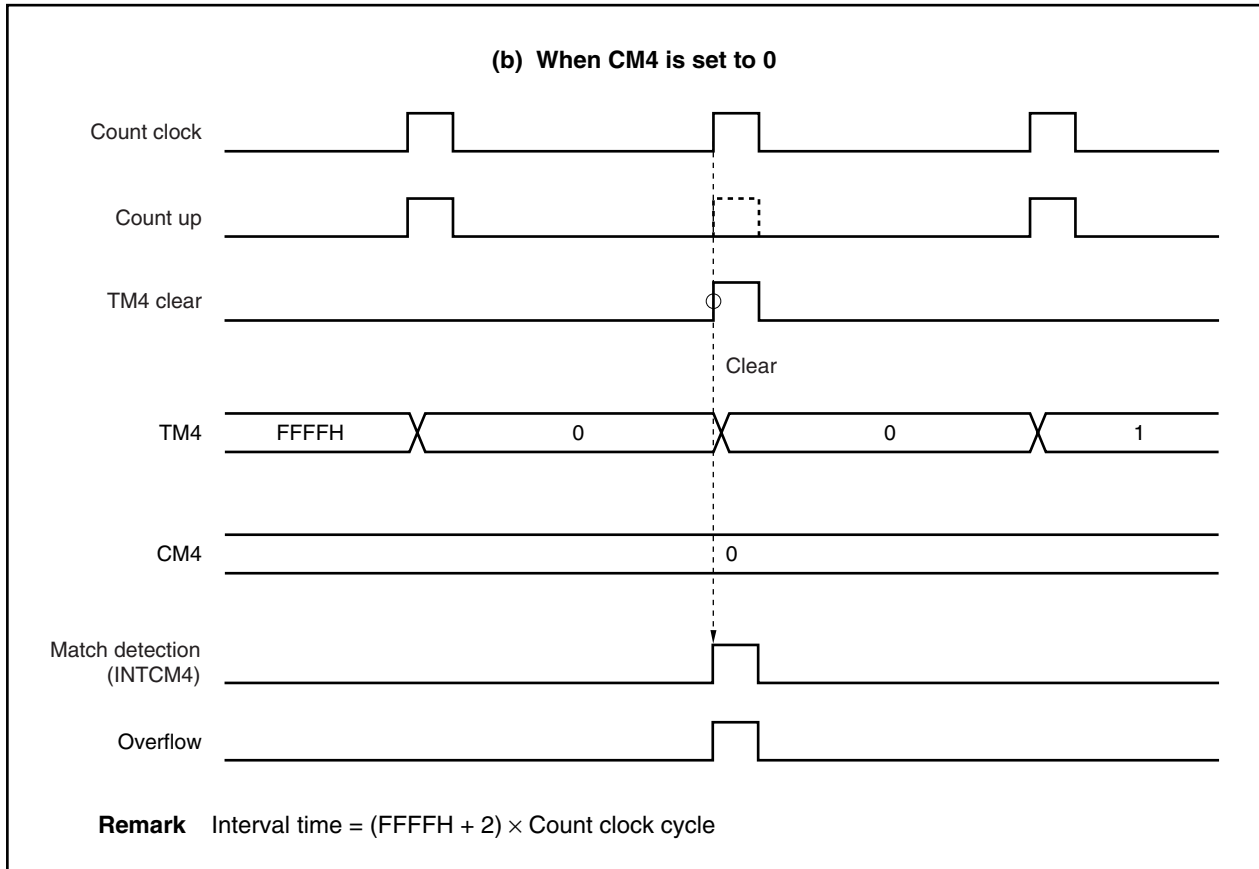 (b) When CM4 is set to 0
Count clock
Count up
TM4 clear
Clear
TM4
FFFFH
0
0
1
CM4
0
Match detection
(INTCM4)
Overflow
Remark Interval time = (FFFFH + 2) × Count clock cycle